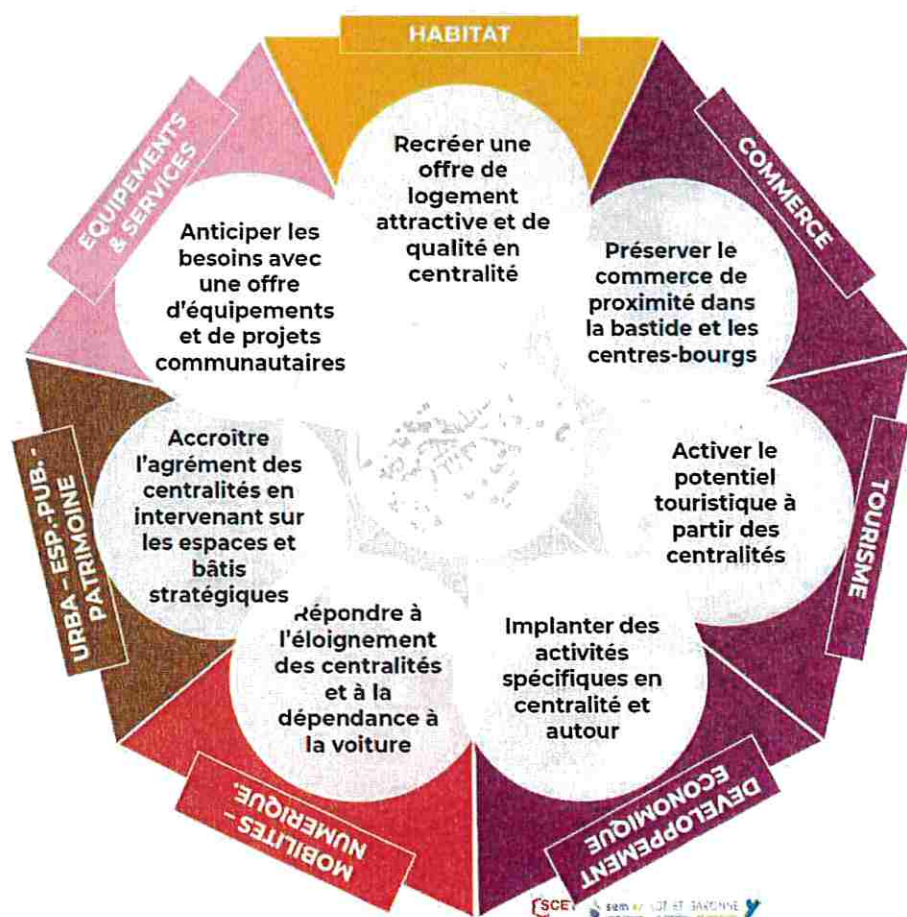 HABITAT
Recréer une
offre de
logement
attractive et de
qualité en
centralité
COMMERCE
Préserver le
commerce de
proximité dans
la bastide et les
centres-bourgs
TOURISME
Activer le
potentiel
touristique à
partir des
centralités
DEVELOPPEMENT
ECONOMIQUE
Implanter des
activités
spécifiques en
centralité et
autour
MOBILITES –
NUMERIQUE.
Répondre à
l'éloignement
des centralités
et à la
dépendance à
la voiture
URBA – ESP.-PUB. -
PATRIMOINE
Accroître
l'agrément des
centralités en
intervenant sur
les espaces et
bâtis
stratégiques
EQUIPEMENTS
& SERVICES
Anticiper les
besoins avec
une offre
d'équipements
et de projets
communautaires
SCET
sem LOT ET GARONNE